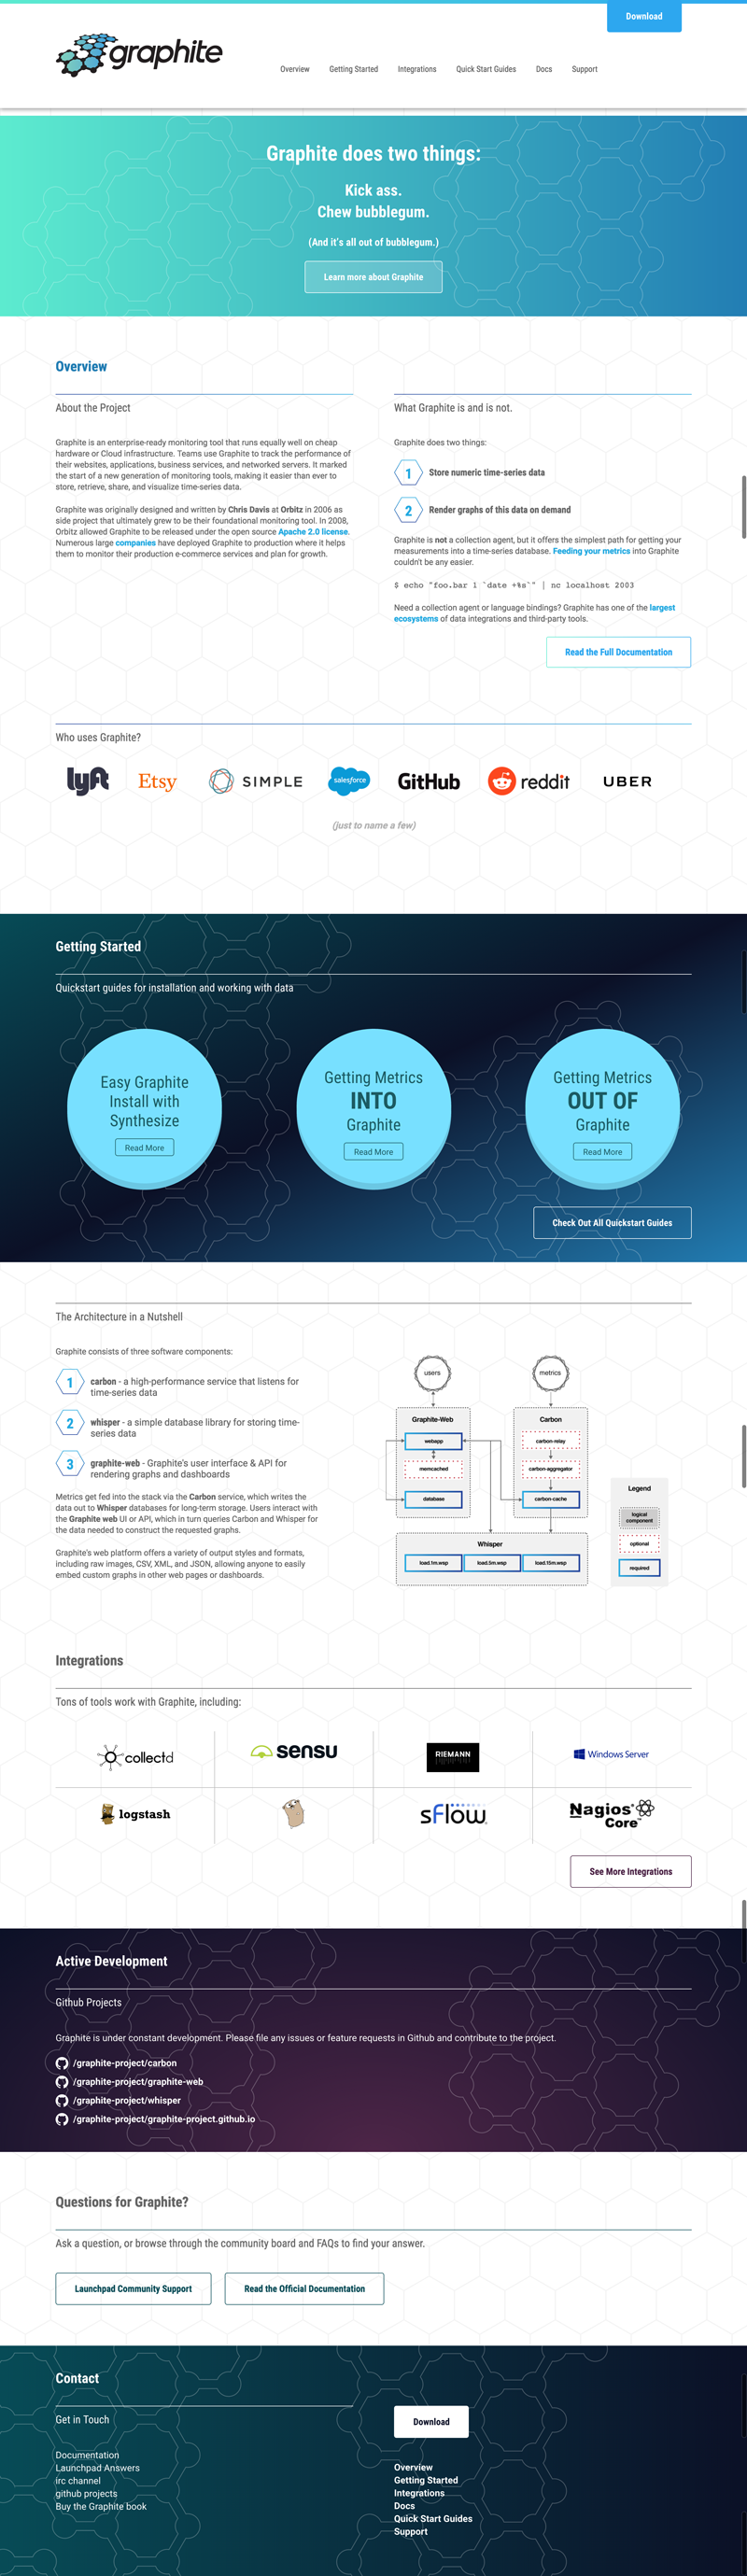 Download
graphite
Overview Getting Started Integrations Quick Start Guides Docs Support
Graphite does two things:
Kick ass.
Chew bubblegum.
(And it's all out of bubblegum.)
Learn more about Graphite
Overview
About the Project
Graphite is an enterprise-ready monitoring tool that runs equally well on cheap
hardware or Cloud infrastructure. Teams use Graphite to track the performance of
their websites, applications, business services, and networked servers. It marked
the start of a new generation of monitoring tools, making it easier than ever to
store, retrieve, share, and visualize time-series data.
Graphite was originally designed and written by Chris Davis at Orbitz in 2006 as
side project that ultimately grew to be their foundational monitoring tool. In 2008,
Orbitz allowed Graphite to be released under the open source Apache 2.0 license.
Numerous large companies have deployed Graphite to production where it helps
them to monitor their production e-commerce services and plan for growth.
What Graphite is and is not.
Graphite does two things:
1 Store numeric time-series data
2 Render graphs of this data on demand
Graphite is not a collection agent, but it offers the simplest path for getting your
measurements into a time-series database. Feeding your metrics into Graphite
couldn't be any easier.
$ echo "foo.bar 1 `date +%s`" | nc localhost 2003
Need a collection agent or language bindings? Graphite has one of the largest
ecosystems of data integrations and third-party tools.
Read the Full Documentation
Who uses Graphite?
lyft Etsy SIMPLE salesforce GitHub reddit UBER
(just to name a few)
Getting Started
Quickstart guides for installation and working with data
Easy Graphite
Install with
Synthesize
Read More
Getting Metrics
INTO
Graphite
Read More
Getting Metrics
OUT OF
Graphite
Read More
Check Out All Quickstart Guides
The Architecture in a Nutshell
Graphite consists of three software components:
1 carbon - a high-performance service that listens for
time-series data
2 whisper - a simple database library for storing time-
series data
3 graphite-web - Graphite's user interface & API for
rendering graphs and dashboards
Metrics get fed into the stack via the Carbon service, which writes the
data out to Whisper databases for long-term storage. Users interact with
the Graphite web UI or API, which in turn queries Carbon and Whisper for
the data needed to construct the requested graphs.
Graphite's web platform offers a variety of output styles and formats,
including raw images, CSV, XML, and JSON, allowing anyone to easily
embed custom graphs in other web pages or dashboards.
users
metrics
Graphite-Web
webapp
memcached
database
Carbon
carbon-relay
carbon-aggregator
carbon-cache
Whisper
load.1m.wsp load.5m.wsp load.15m.wsp
Legend
logical
component
optional
required
Integrations
Tons of tools work with Graphite, including:
collectd sensu RIEMANN Windows Server
logstash sFlow Nagios Core
See More Integrations
Active Development
Github Projects
Graphite is under constant development. Please file any issues or feature requests in Github and contribute to the project.
/graphite-project/carbon
/graphite-project/graphite-web
/graphite-project/whisper
/graphite-project/graphite-project.github.io
Questions for Graphite?
Ask a question, or browse through the community board and FAQs to find your answer.
Launchpad Community Support
Read the Official Documentation
Contact
Get in Touch
Documentation
Launchpad Answers
irc channel
github projects
Buy the Graphite book
Download
Overview
Getting Started
Integrations
Docs
Quick Start Guides
Support